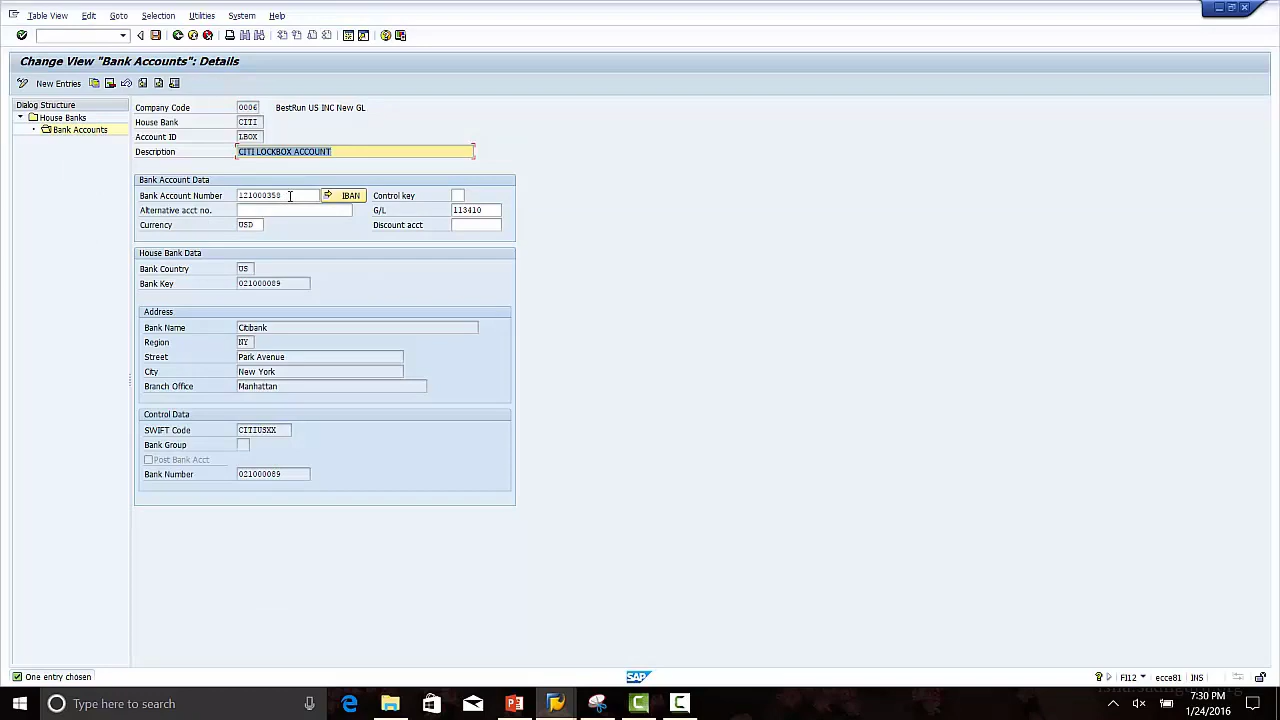 Table View Edit Goto Selection Utilities System Help
Change View "Bank Accounts": Details
New Entries
Dialog Structure
House Banks
Bank Accounts
Company Code 0006 BestRun US INC New GL
House Bank CITI
Account ID LBOX
Description CITI LOCKBOX ACCOUNT
Bank Account Data
Bank Account Number 121000358 IBAN Control key
Alternative acct no. G/L 113410
Currency USD Discount acct
House Bank Data
Bank Country US
Bank Key 021000089
Address
Bank Name Citibank
Region NY
Street Park Avenue
City New York
Branch Office Manhattan
Control Data
SWIFT Code CITIUSXX
Bank Group
Post Bank Acct
Bank Number 021000089
One entry chosen
SAP
FI12 ecce81 INS
Type here to search
7:30 PM
1/24/2016